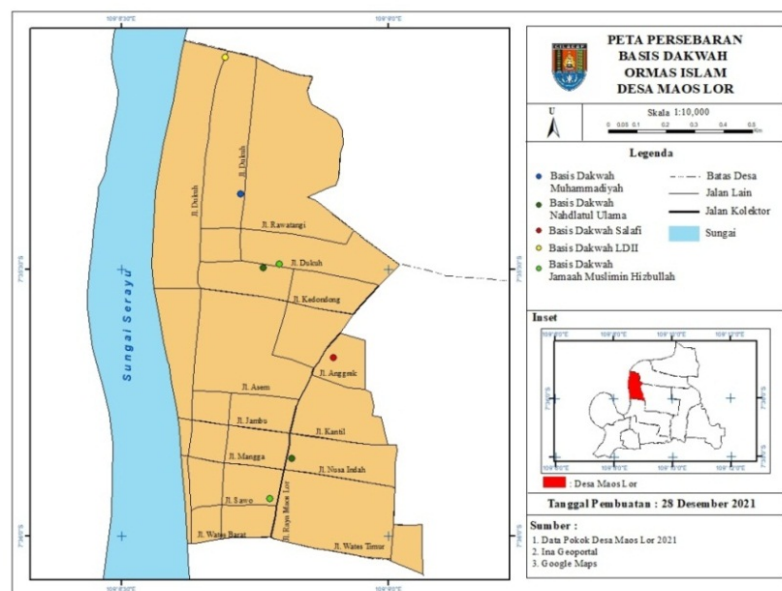 PETA PERSEBARAN
BASIS DAKWAH
ORMAS ISLAM
DESA MAOS LOR
U
Skala 1:10,000
0 0.05 0.1 0.2 0.3 0.4
Legenda
Basis Dakwah
Muhammadiyah
Basis Dakwah
Nahdlatul Ulama
Basis Dakwah Salafi
Basis Dakwah LDII
Basis Dakwah
Jamaah Muslimin Hizbullah
Batas Desa
Jalan Lain
Jalan Kolektor
Sungai
Sungai Serayu
Jl. Dukuh
Jl. Dukuh
Jl. Rawatangi
Jl. Dukuh
Jl. Kedondong
Jl. Anggrek
Jl. Asem
Jl. Jambu
Jl. Kantil
Jl. Mangga
Jl. Nusa Indah
Jl. Sawo
Jl. Raya Maos Lor
Jl. Wates Barat
Jl. Wates Timur
Inset
: Desa Maos Lor
Tanggal Pembuatan : 28 Desember 2021
Sumber :
1. Data Pokok Desa Maos Lor 2021
2. Ina Geoportal
3. Google Maps